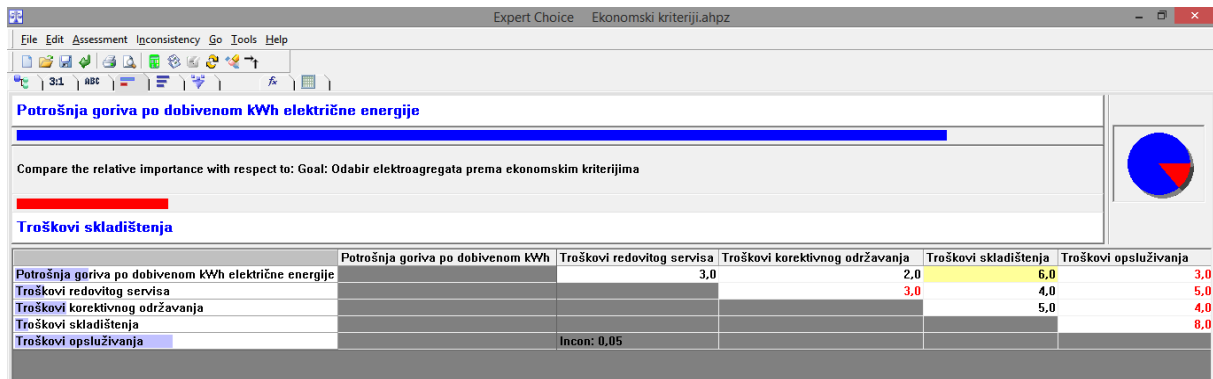 Expert Choice Ekonomski kriteriji.ahpz
File Edit Assessment Inconsistency Go Tools Help
3:1 ABC fx
Potrošnja goriva po dobivenom kWh električne energije
Compare the relative importance with respect to: Goal: Odabir elektroagregata prema ekonomskim kriterijima
Troškovi skladištenja
Potrošnja goriva po dobivenom kWh Troškovi redovitog servisa Troškovi korektivnog održavanja Troškovi skladištenja Troškovi opsluživanja
Potrošnja goriva po dobivenom kWh električne energije 3,0 2,0 6,0 3,0
Troškovi redovitog servisa 3,0 4,0 5,0
Troškovi korektivnog održavanja 5,0 4,0
Troškovi skladištenja 8,0
Troškovi opsluživanja Incon: 0,05